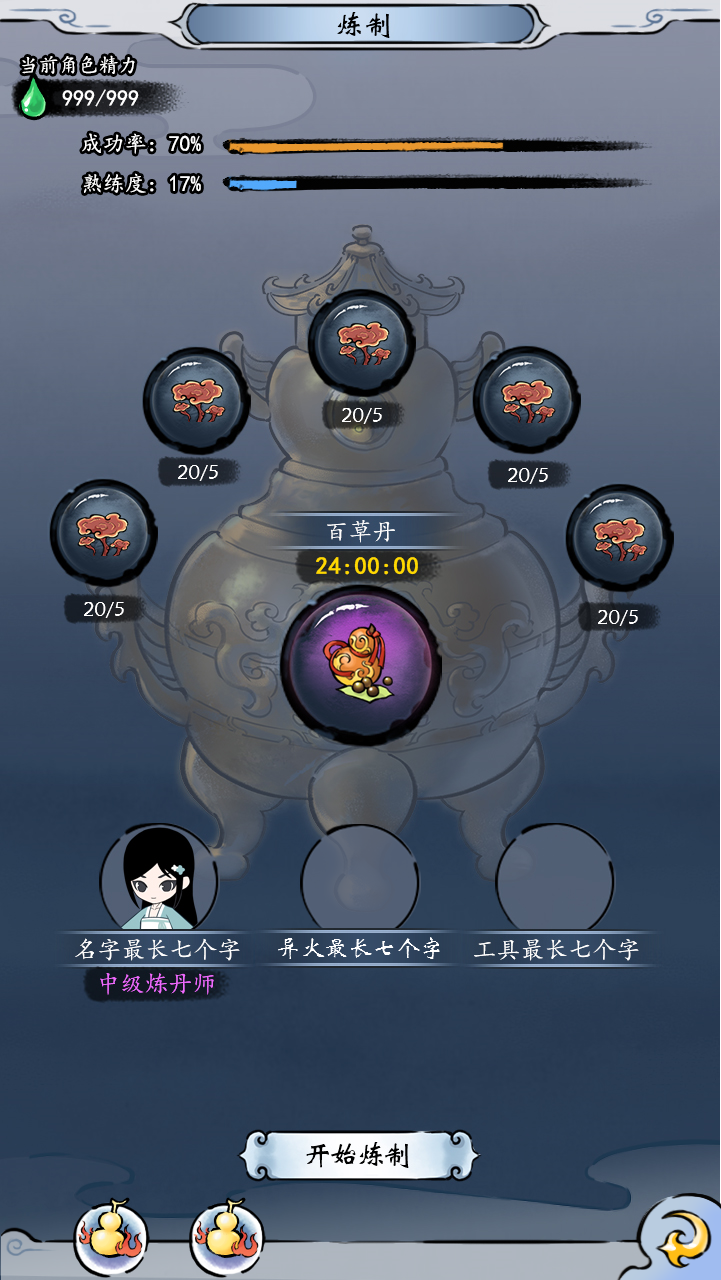 炼制
当前角色精力
999/999
成功率：70%
熟练度：17%
20/5
20/5
20/5
20/5
20/5
百草丹
24:00:00
名字最长七个字
异火最长七个字
工具最长七个字
中级炼丹师
开始炼制